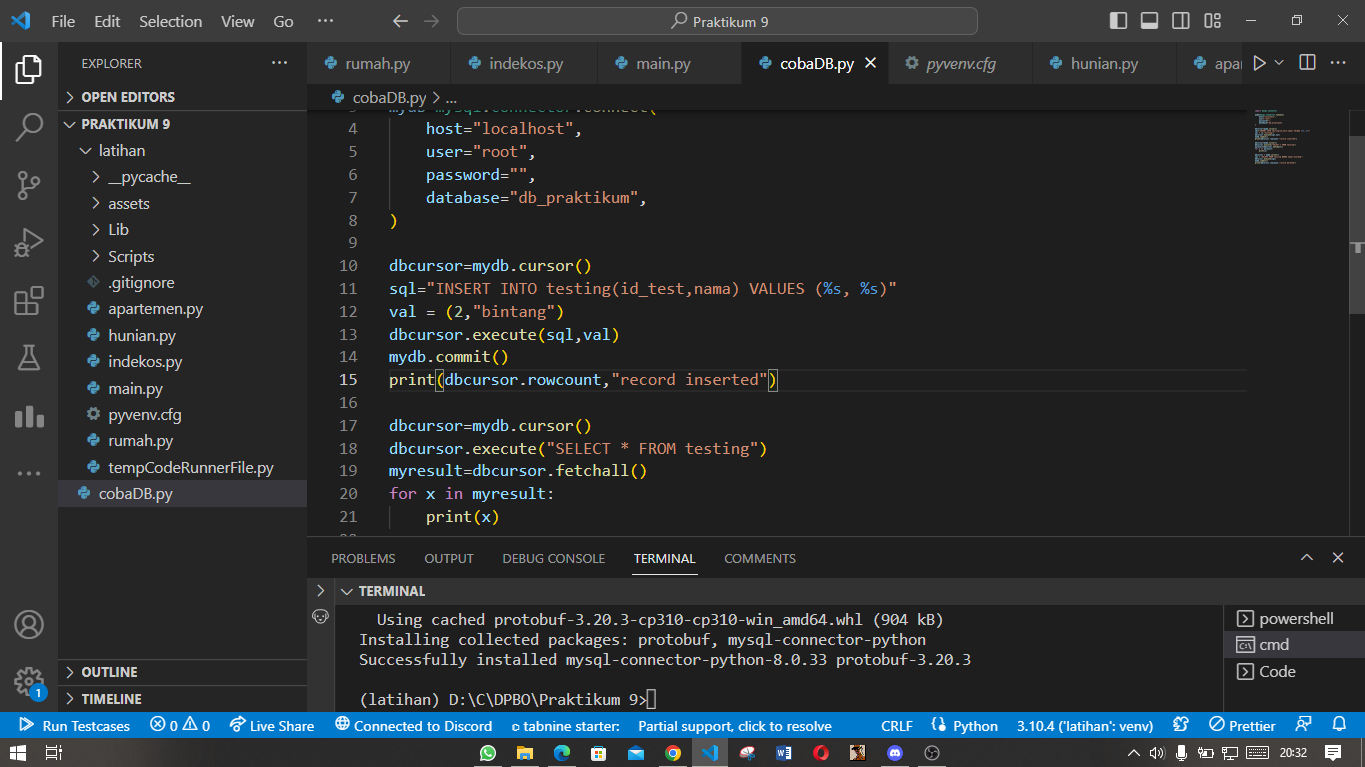 File Edit Selection View Go ··· Praktikum 9
EXPLORER ···
OPEN EDITORS
PRAKTIKUM 9
latihan
__pycache__
assets
Lib
Scripts
.gitignore
apartemen.py
hunian.py
indekos.py
main.py
pyvenv.cfg
rumah.py
tempCodeRunnerFile.py
cobaDB.py
OUTLINE
TIMELINE
1
rumah.py indekos.py main.py cobaDB.py pyvenv.cfg hunian.py apar
cobaDB.py > ...
3 mydb=mysql.connector.connect(
4 host="localhost",
5 user="root",
6 password="",
7 database="db_praktikum",
8 )
9
10 dbcursor=mydb.cursor()
11 sql="INSERT INTO testing(id_test,nama) VALUES (%s, %s)"
12 val = (2,"bintang")
13 dbcursor.execute(sql,val)
14 mydb.commit()
15 print(dbcursor.rowcount,"record inserted")
16
17 dbcursor=mydb.cursor()
18 dbcursor.execute("SELECT * FROM testing")
19 myresult=dbcursor.fetchall()
20 for x in myresult:
21 print(x)
PROBLEMS OUTPUT DEBUG CONSOLE TERMINAL COMMENTS
TERMINAL
Using cached protobuf-3.20.3-cp310-cp310-win_amd64.whl (904 kB)
Installing collected packages: protobuf, mysql-connector-python
Successfully installed mysql-connector-python-8.0.33 protobuf-3.20.3
(latihan) D:\C\DPBO\Praktikum 9>
powershell
cmd
Code
Run Testcases 0 0 Live Share Connected to Discord tabnine starter: Partial support, click to resolve CRLF Python 3.10.4 ('latihan': venv) Prettier
20:32